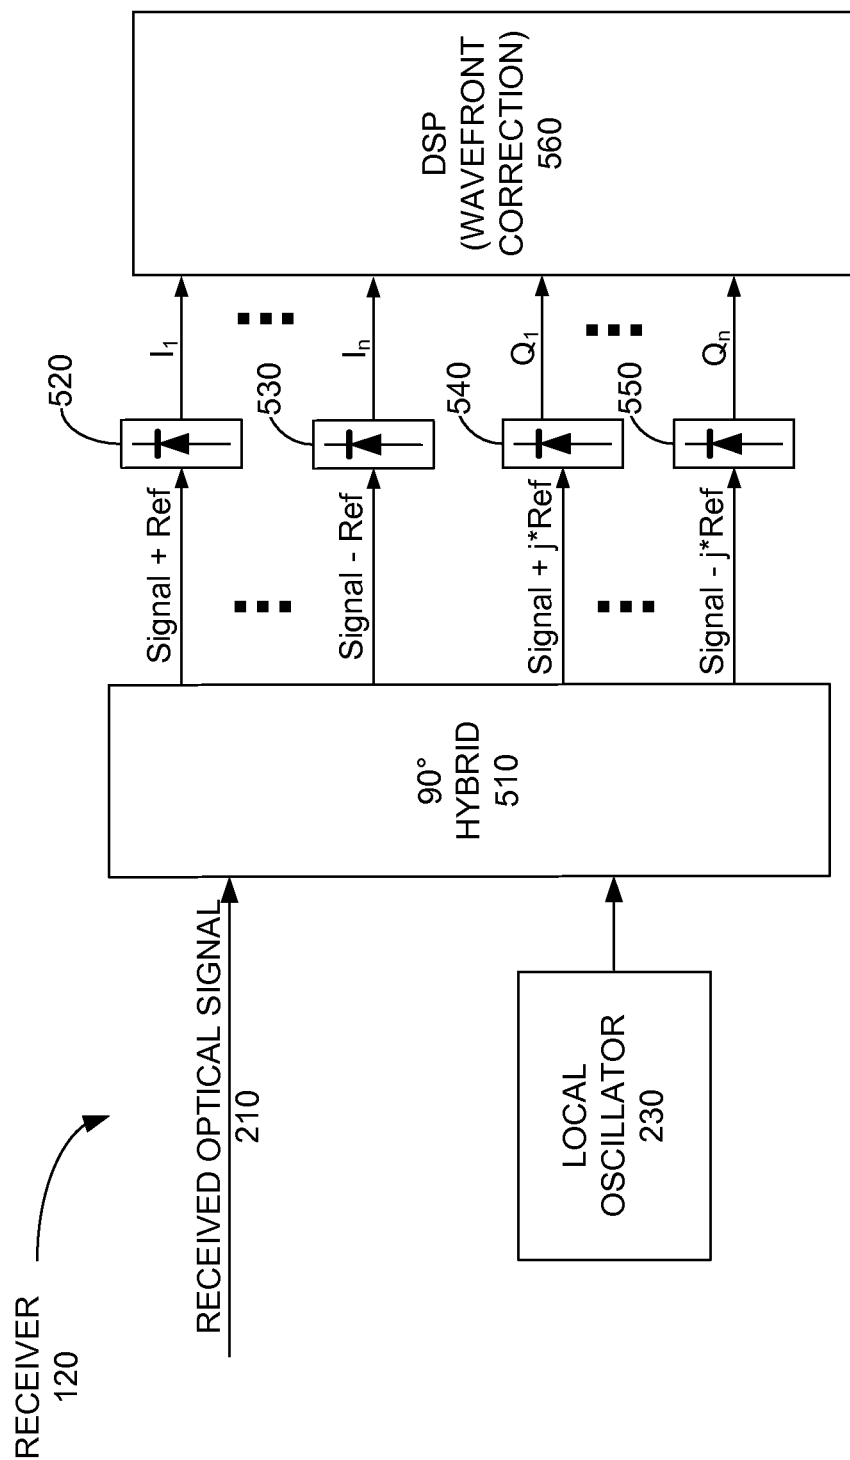 RECEIVER
120
RECEIVED OPTICAL SIGNAL
210
LOCAL
OSCILLATOR
230
90°
HYBRID
510
Signal + Ref
Signal - Ref
Signal + j*Ref
Signal - j*Ref
520
530
540
550
I1
In
Q1
Qn
DSP
(WAVEFRONT
CORRECTION)
560